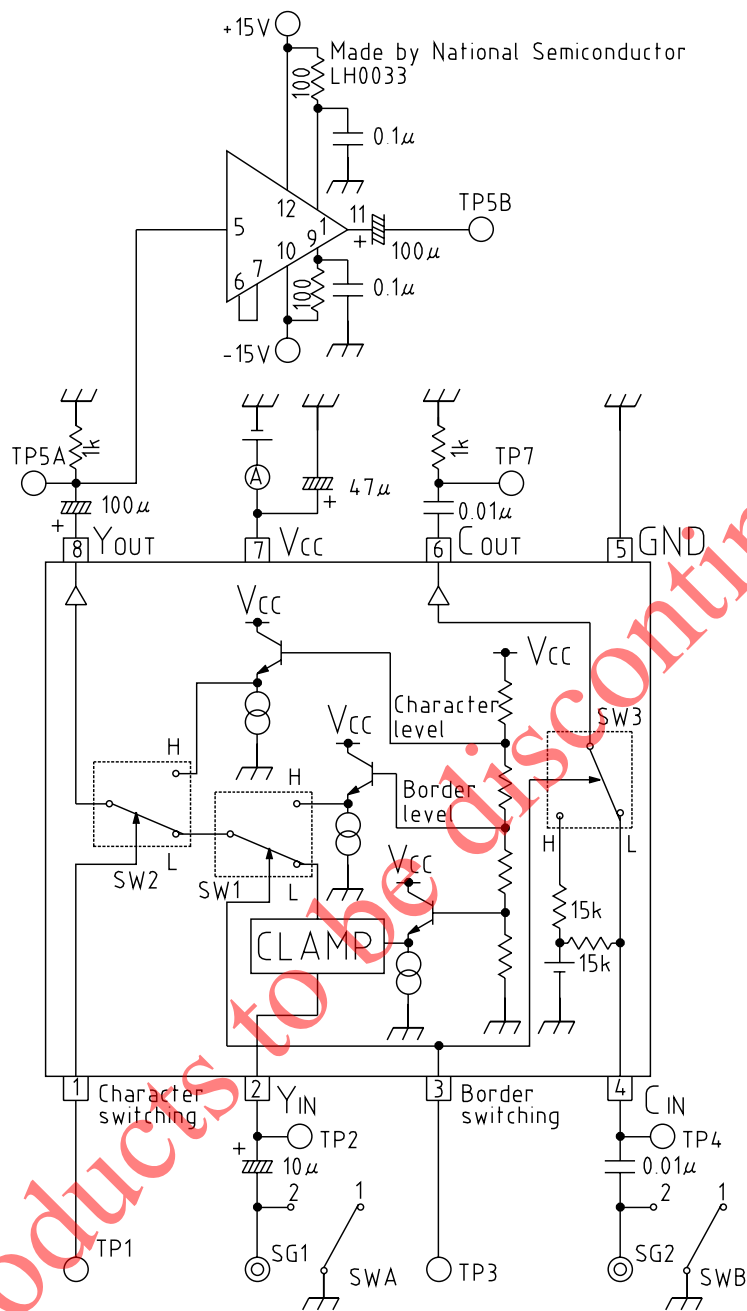 +15V
Made by National Semiconductor
LH0033
100
0.1μ
12
1
11
TP5B
5
10
9
+
100μ
6
7
100
0.1μ
-15V
1k
1k
TP5A
TP7
A
100μ
+
47μ
+
0.01μ
8
YOUT
7
VCC
6
COUT
5
GND
VCC
VCC
Character
level
SW3
VCC
H
H
Border
level
L
SW2
SW1
L
VCC
H
L
CLAMP
15k
15k
1
Character
switching
2
YIN
3
Border
switching
4
CIN
TP2
TP4
+
10μ
0.01μ
2
1
2
1
TP1
SG1
SWA
TP3
SG2
SWB
oducts to be discontin